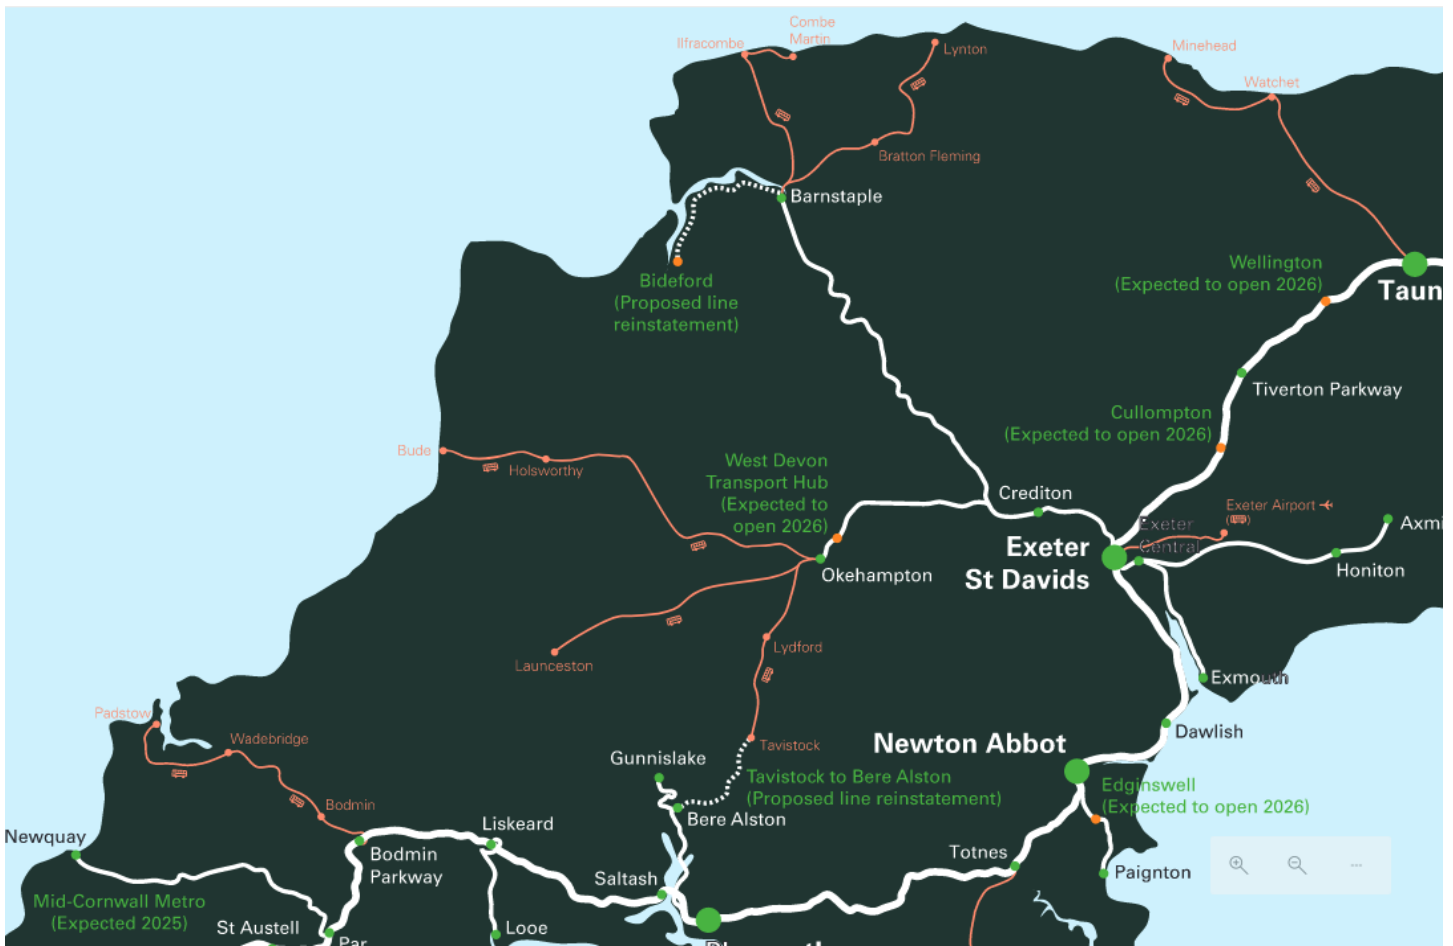 Combe
Martin
Ilfracombe
Lynton
Minehead
Watchet
Bratton Fleming
Barnstaple
Wellington
(Expected to open 2026)
Taun
Bideford
(Proposed line
reinstatement)
Tiverton Parkway
Cullompton
(Expected to open 2026)
Bude
Holsworthy
West Devon
Transport Hub
(Expected to
open 2026)
Crediton
Exeter Airport
Exeter
Central
Axmi
Exeter
St Davids
Honiton
Okehampton
Lydford
Launceston
Exmouth
Padstow
Wadebridge
Tavistock
Dawlish
Newton Abbot
Gunnislake
Tavistock to Bere Alston
(Proposed line reinstatement)
Edginswell
(Expected to open 2026)
Bodmin
Bere Alston
Newquay
Liskeard
Bodmin
Parkway
Totnes
Paignton
Saltash
Mid-Cornwall Metro
(Expected 2025)
St Austell
Looe
Par